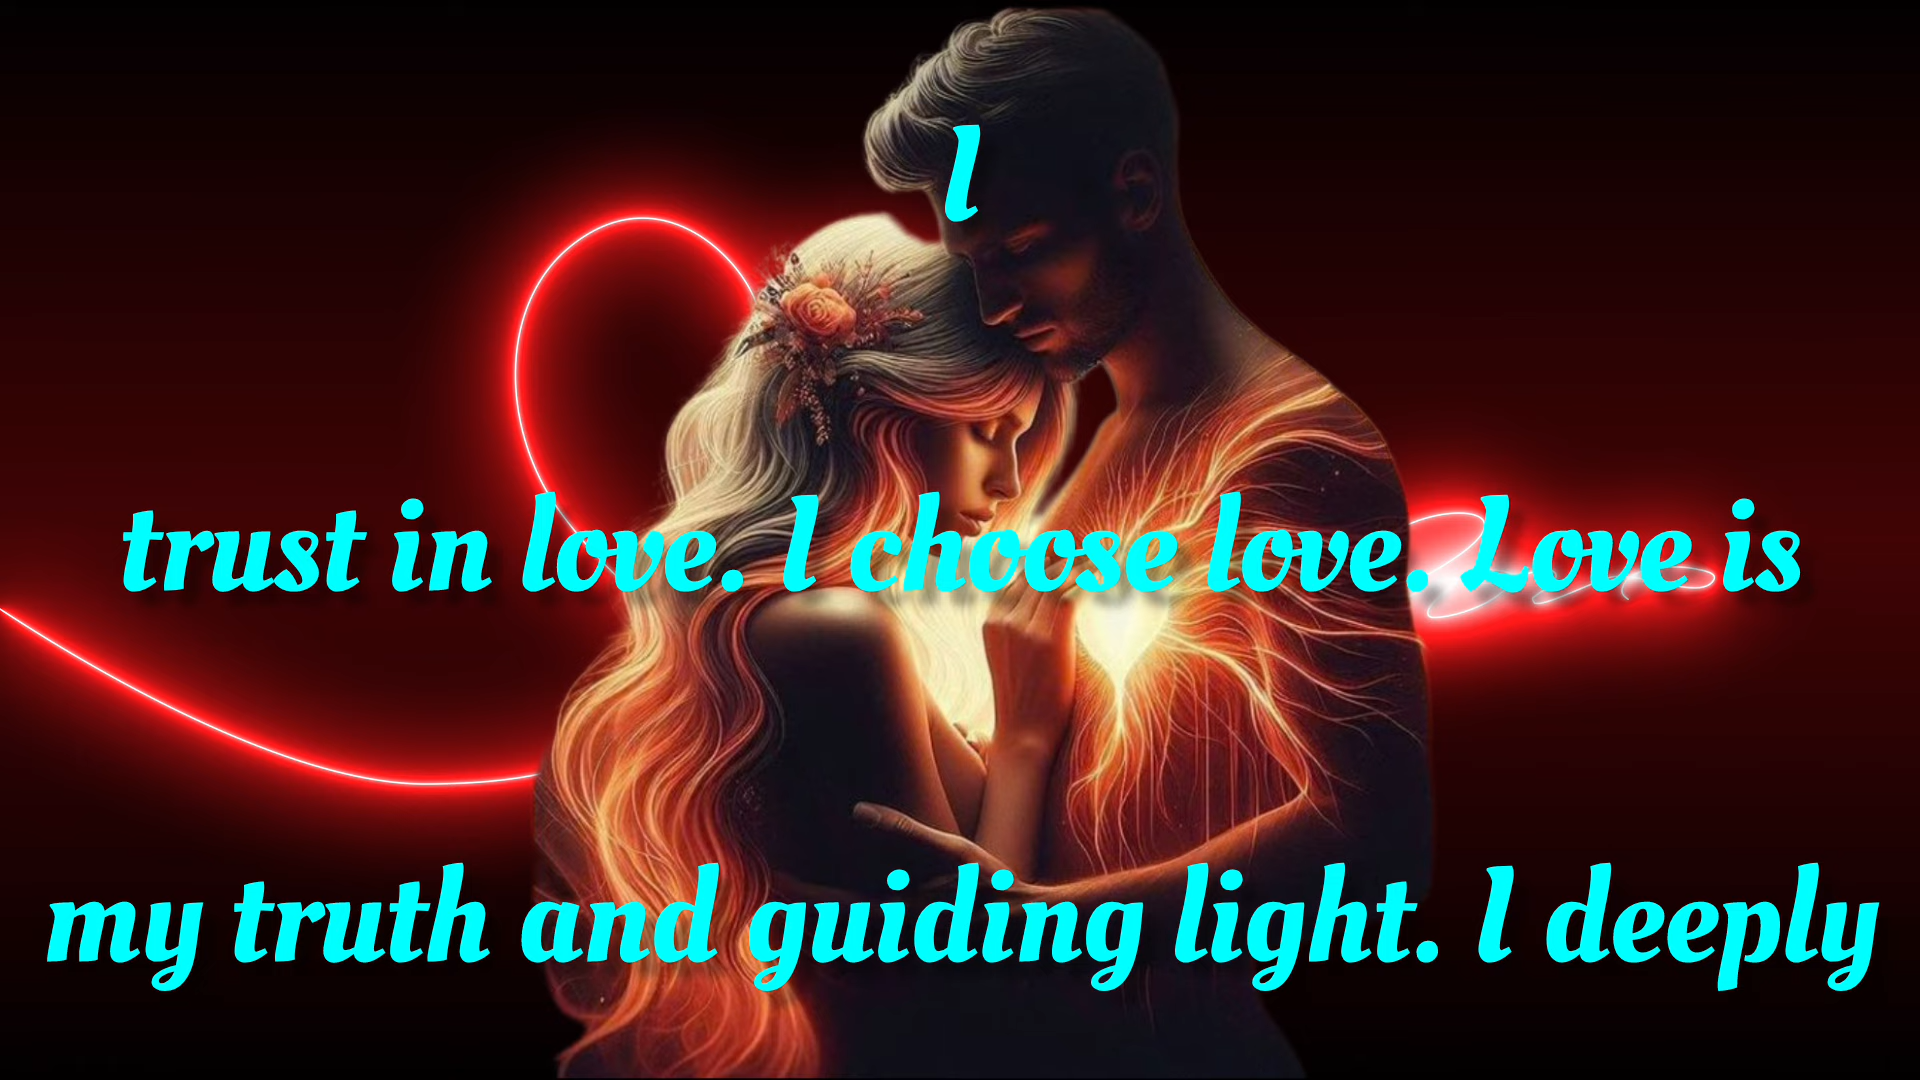 I
trust in love. I choose love. Love is
my truth and guiding light. I deeply